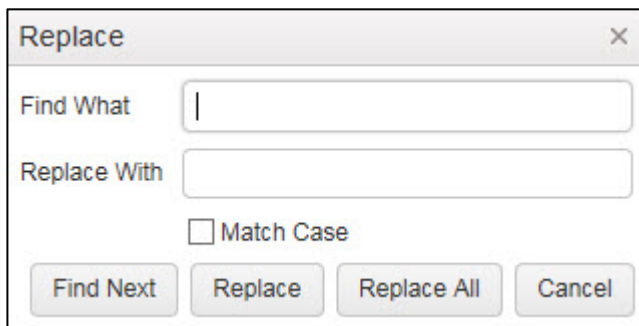 Replace
Find What
Replace With
Match Case
Find Next Replace Replace All Cancel